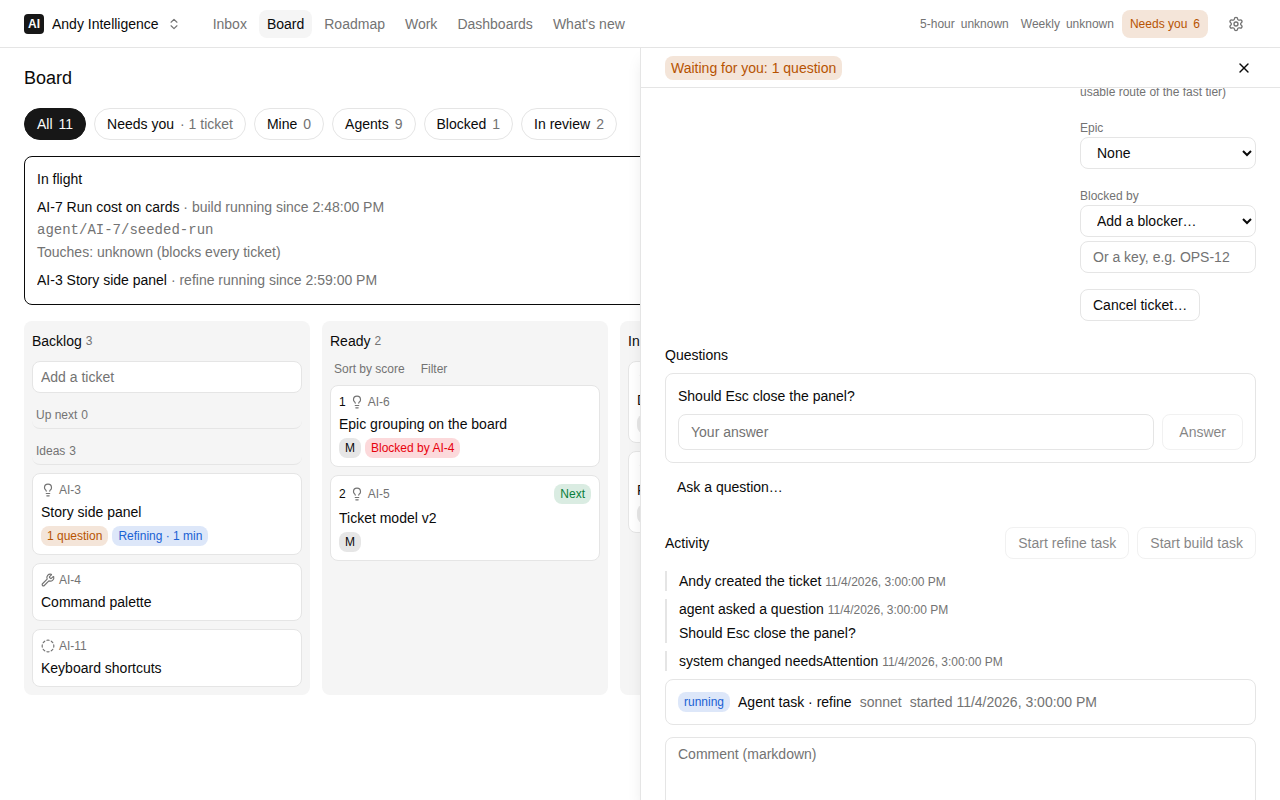 AI Andy Intelligence Inbox Board Roadmap Work Dashboards What's new 5-hour unknown Weekly unknown Needs you 6
Board
All 11 Needs you · 1 ticket Mine 0 Agents 9 Blocked 1 In review 2
In flight
AI-7 Run cost on cards · build running since 2:48:00 PM
agent/AI-7/seeded-run
Touches: unknown (blocks every ticket)
AI-3 Story side panel · refine running since 2:59:00 PM
Backlog 3
Add a ticket
Up next 0
Ideas 3
AI-3
Story side panel
1 question Refining · 1 min
AI-4
Command palette
AI-11
Keyboard shortcuts
Ready 2
Sort by score Filter
1 AI-6
Epic grouping on the board
M Blocked by AI-4
2 AI-5 Next
Ticket model v2
M
In
Waiting for you: 1 question
usable route of the fast tier)
Epic
None
Blocked by
Add a blocker…
Or a key, e.g. OPS-12
Cancel ticket…
Questions
Should Esc close the panel?
Your answer Answer
Ask a question…
Activity Start refine task Start build task
Andy created the ticket 11/4/2026, 3:00:00 PM
agent asked a question 11/4/2026, 3:00:00 PM
Should Esc close the panel?
system changed needsAttention 11/4/2026, 3:00:00 PM
running Agent task · refine sonnet started 11/4/2026, 3:00:00 PM
Comment (markdown)